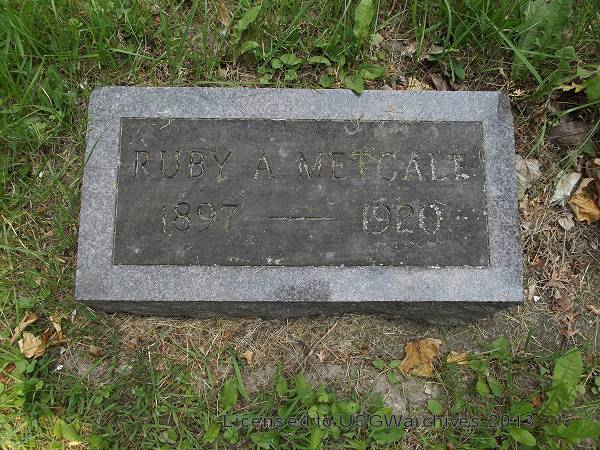 RUBY A. METCALF
1897 — 1920
Licensed to USGWarchives 2013